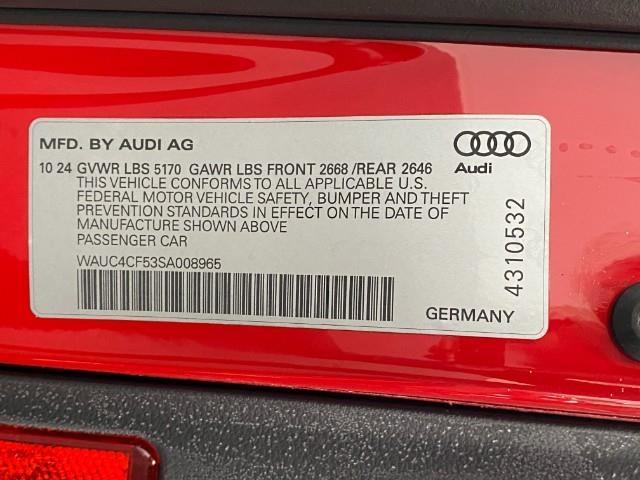 MFD. BY AUDI AG
Audi
10 24 GVWR LBS 5170 GAWR LBS FRONT 2668 /REAR 2646
THIS VEHICLE CONFORMS TO ALL APPLICABLE U.S.
FEDERAL MOTOR VEHICLE SAFETY, BUMPER AND THEFT
PREVENTION STANDARDS IN EFFECT ON THE DATE OF
MANUFACTURE SHOWN ABOVE
PASSENGER CAR
WAUC4CF53SA008965
GERMANY
4310532